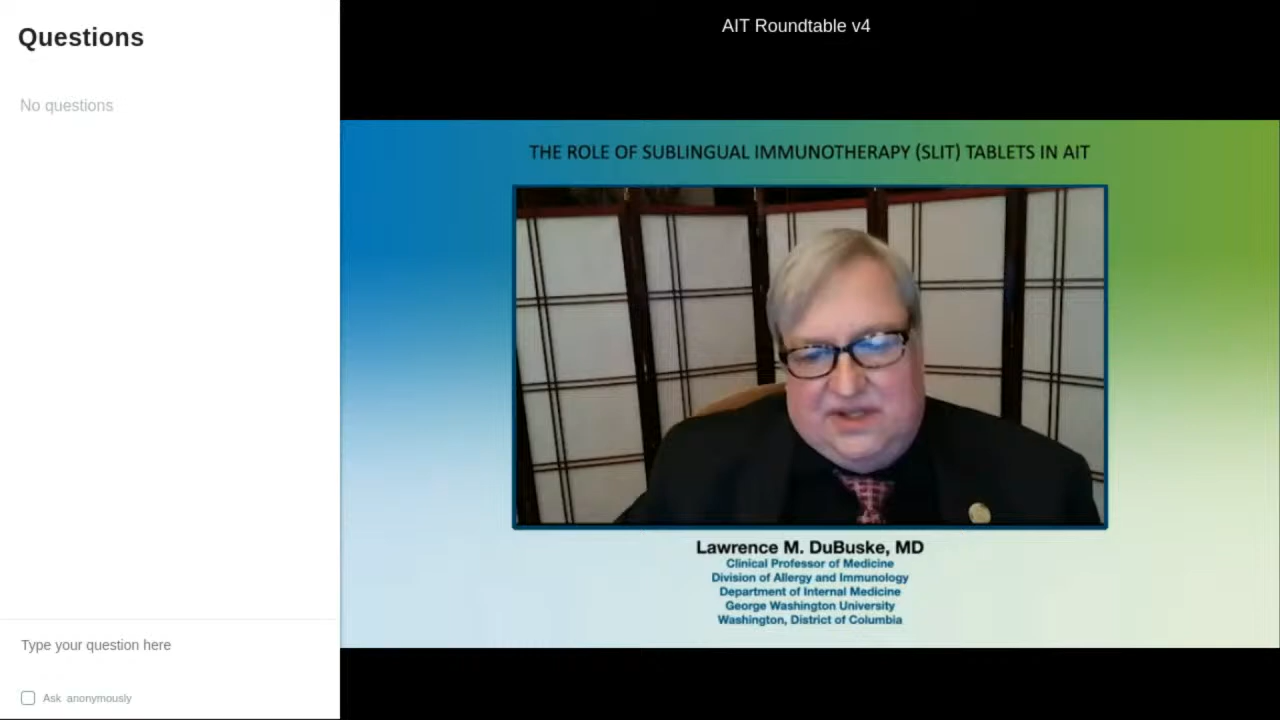 Questions
No questions
Type your question here
Ask anonymously
AIT Roundtable v4
THE ROLE OF SUBLINGUAL IMMUNOTHERAPY (SLIT) TABLETS IN AIT
Lawrence M. DuBuske, MD
Clinical Professor of Medicine
Division of Allergy and Immunology
Department of Internal Medicine
George Washington University
Washington, District of Columbia